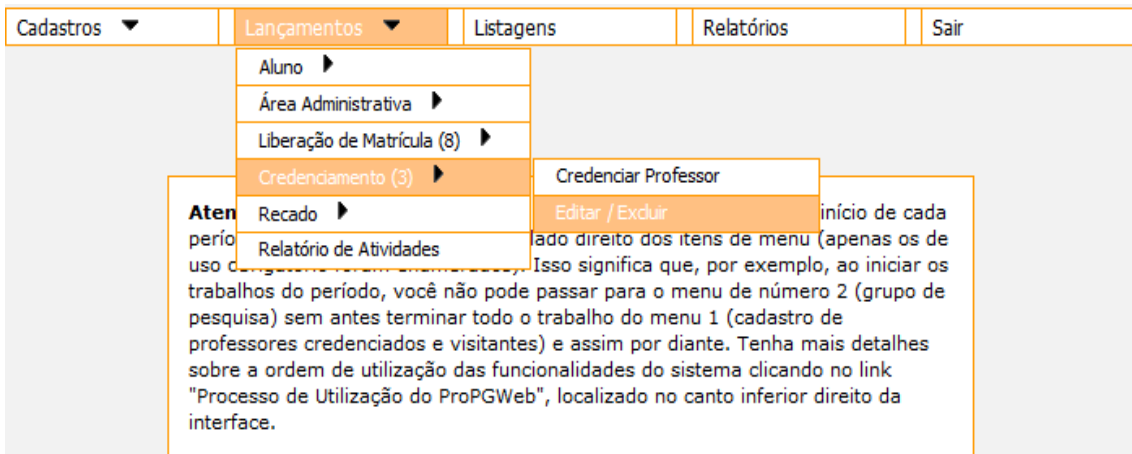 Cadastros
Lançamentos
Listagens
Relatórios
Sair
Aluno
Área Administrativa
Liberação de Matrícula (8)
Credenciamento (3)
Credenciar Professor
Editar / Excluir
Recado
Relatório de Atividades
Aten início de cada
perío lado direito dos itens de menu (apenas os de
uso Isso significa que, por exemplo, ao iniciar os
trabalhos do período, você não pode passar para o menu de número 2 (grupo de
pesquisa) sem antes terminar todo o trabalho do menu 1 (cadastro de
professores credenciados e visitantes) e assim por diante. Tenha mais detalhes
sobre a ordem de utilização das funcionalidades do sistema clicando no link
"Processo de Utilização do ProPGWeb", localizado no canto inferior direito da
interface.